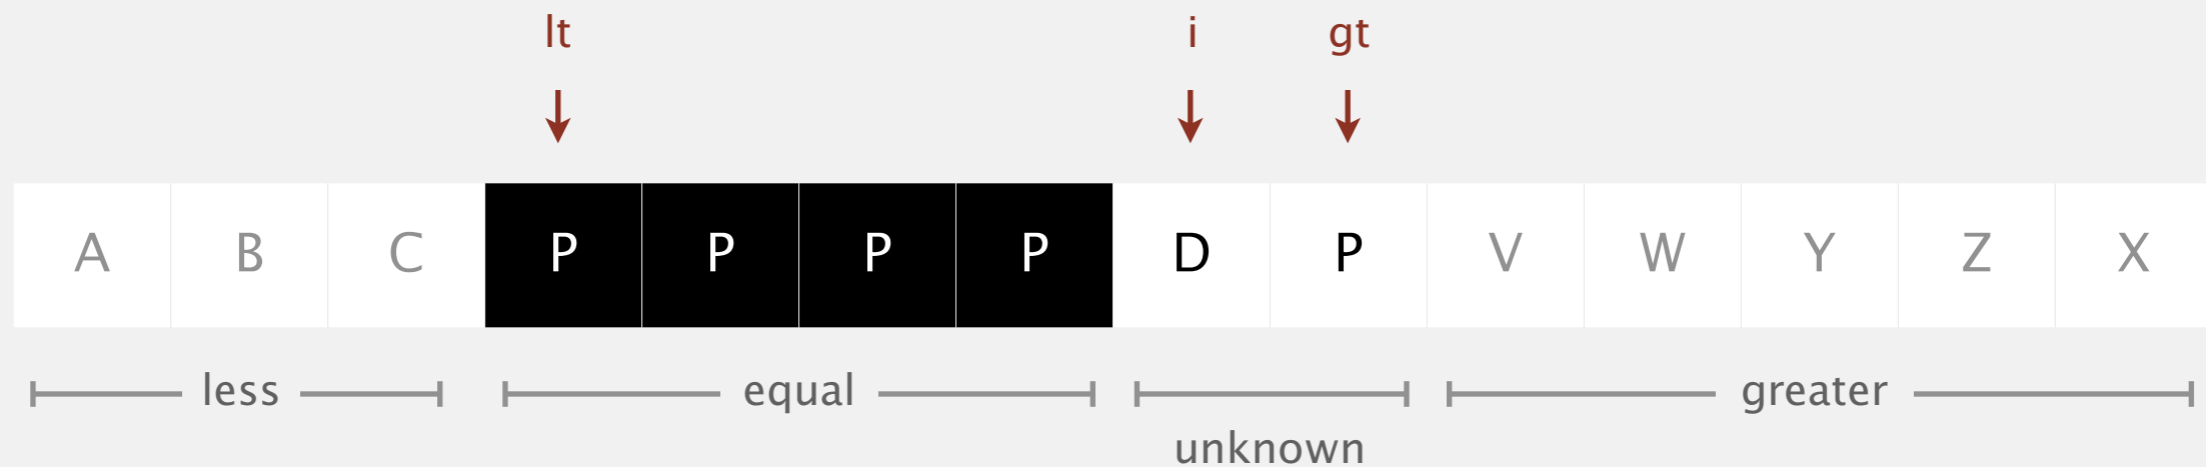 lt i gt
A B C P P P P D P V W Y Z X
less equal greater
unknown